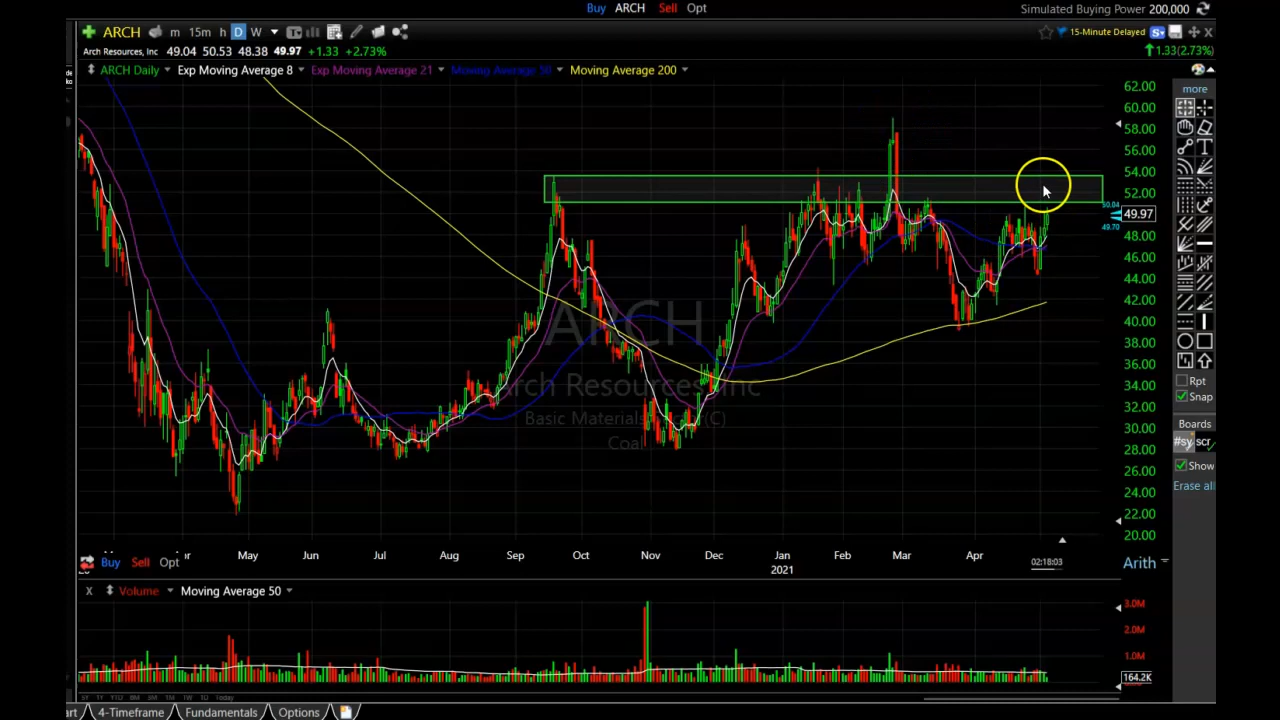 Buy ARCH Sell Opt Simulated Buying Power 200,000
ARCH m 15m h D W 15-Minute Delayed
Arch Resources, Inc 49.04 50.53 48.38 49.97 +1.33 +2.73% 1.33(2.73%)
ARCH Daily Exp Moving Average 8 Exp Moving Average 21 Moving Average 50 Moving Average 200
more
62.00
60.00
58.00
56.00
54.00
52.00
50.04
49.97
49.70
48.00
46.00
44.00
42.00
40.00
38.00
36.00
34.00
32.00
30.00
28.00
26.00
24.00
22.00
20.00
ARCH
Arch Resources, Inc
Basic Materials (C)
Coal
Rpt
Snap
Boards
#sy scr
Show
Erase all
May Jun Jul Aug Sep Oct Nov Dec Jan Feb Mar Apr
2021
Buy Sell Opt 02:18:03 Arith
X Volume Moving Average 50
3.0M
2.0M
1.0M
164.2K
Today
4-Timeframe Fundamentals Options